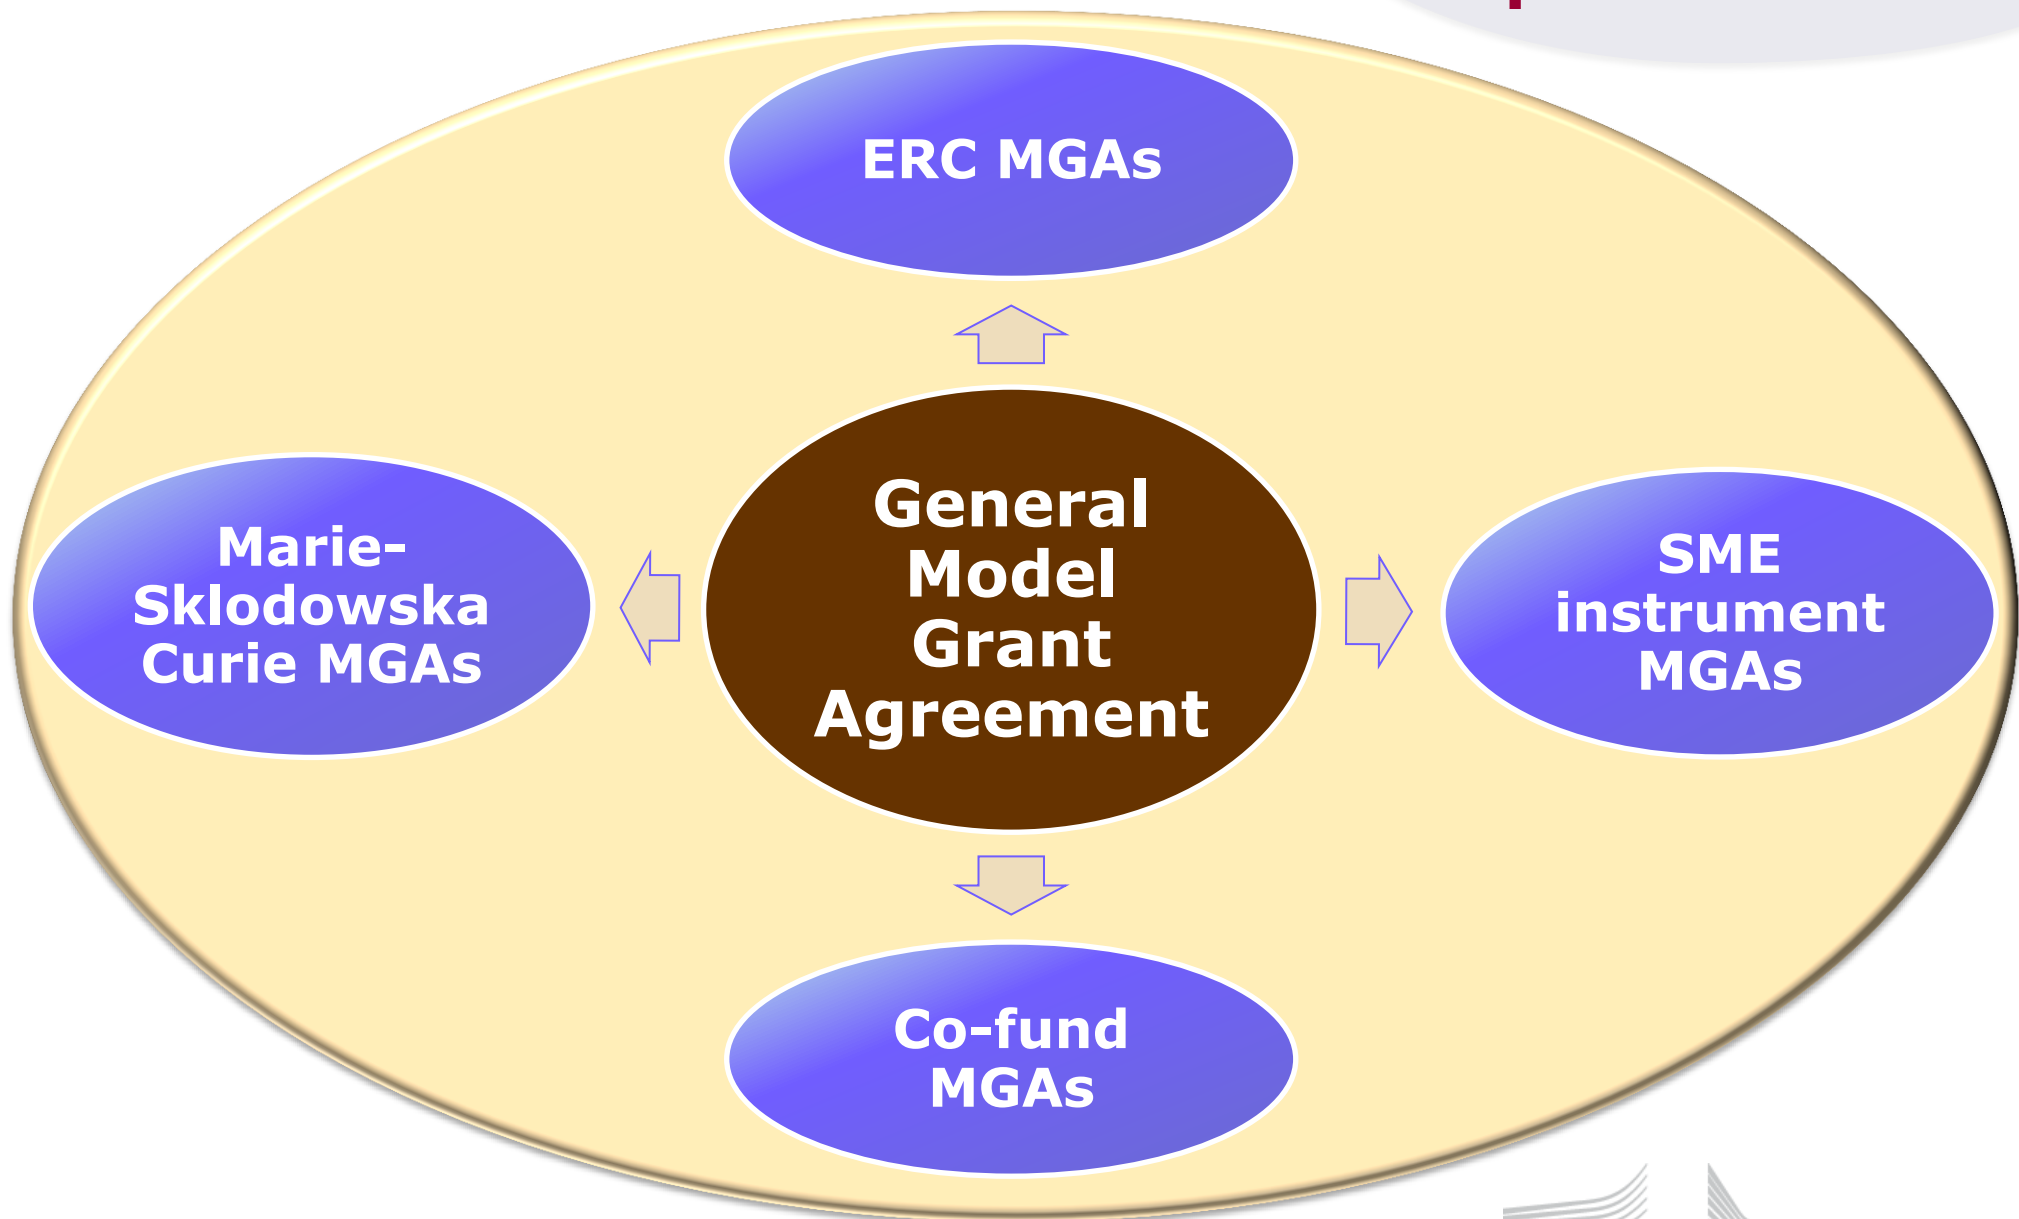 ERC MGAs
Marie-
Sklodowska
Curie MGAs
General
Model
Grant
Agreement
SME
instrument
MGAs
Co-fund
MGAs